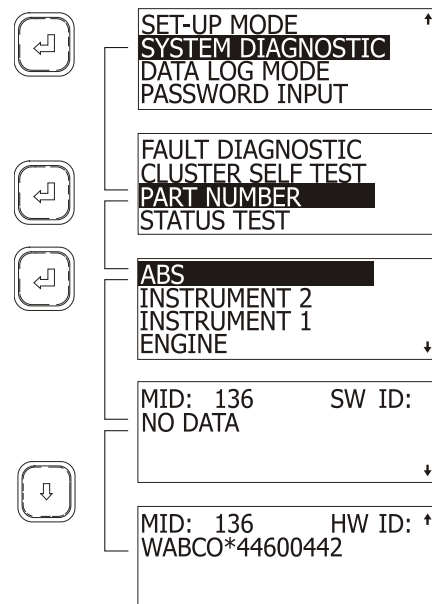 SET-UP MODE
SYSTEM DIAGNOSTIC
DATA LOG MODE
PASSWORD INPUT
FAULT DIAGNOSTIC
CLUSTER SELF TEST
PART NUMBER
STATUS TEST
ABS
INSTRUMENT 2
INSTRUMENT 1
ENGINE
MID: 136 SW ID:
NO DATA
MID: 136 HW ID:
WABCO*44600442